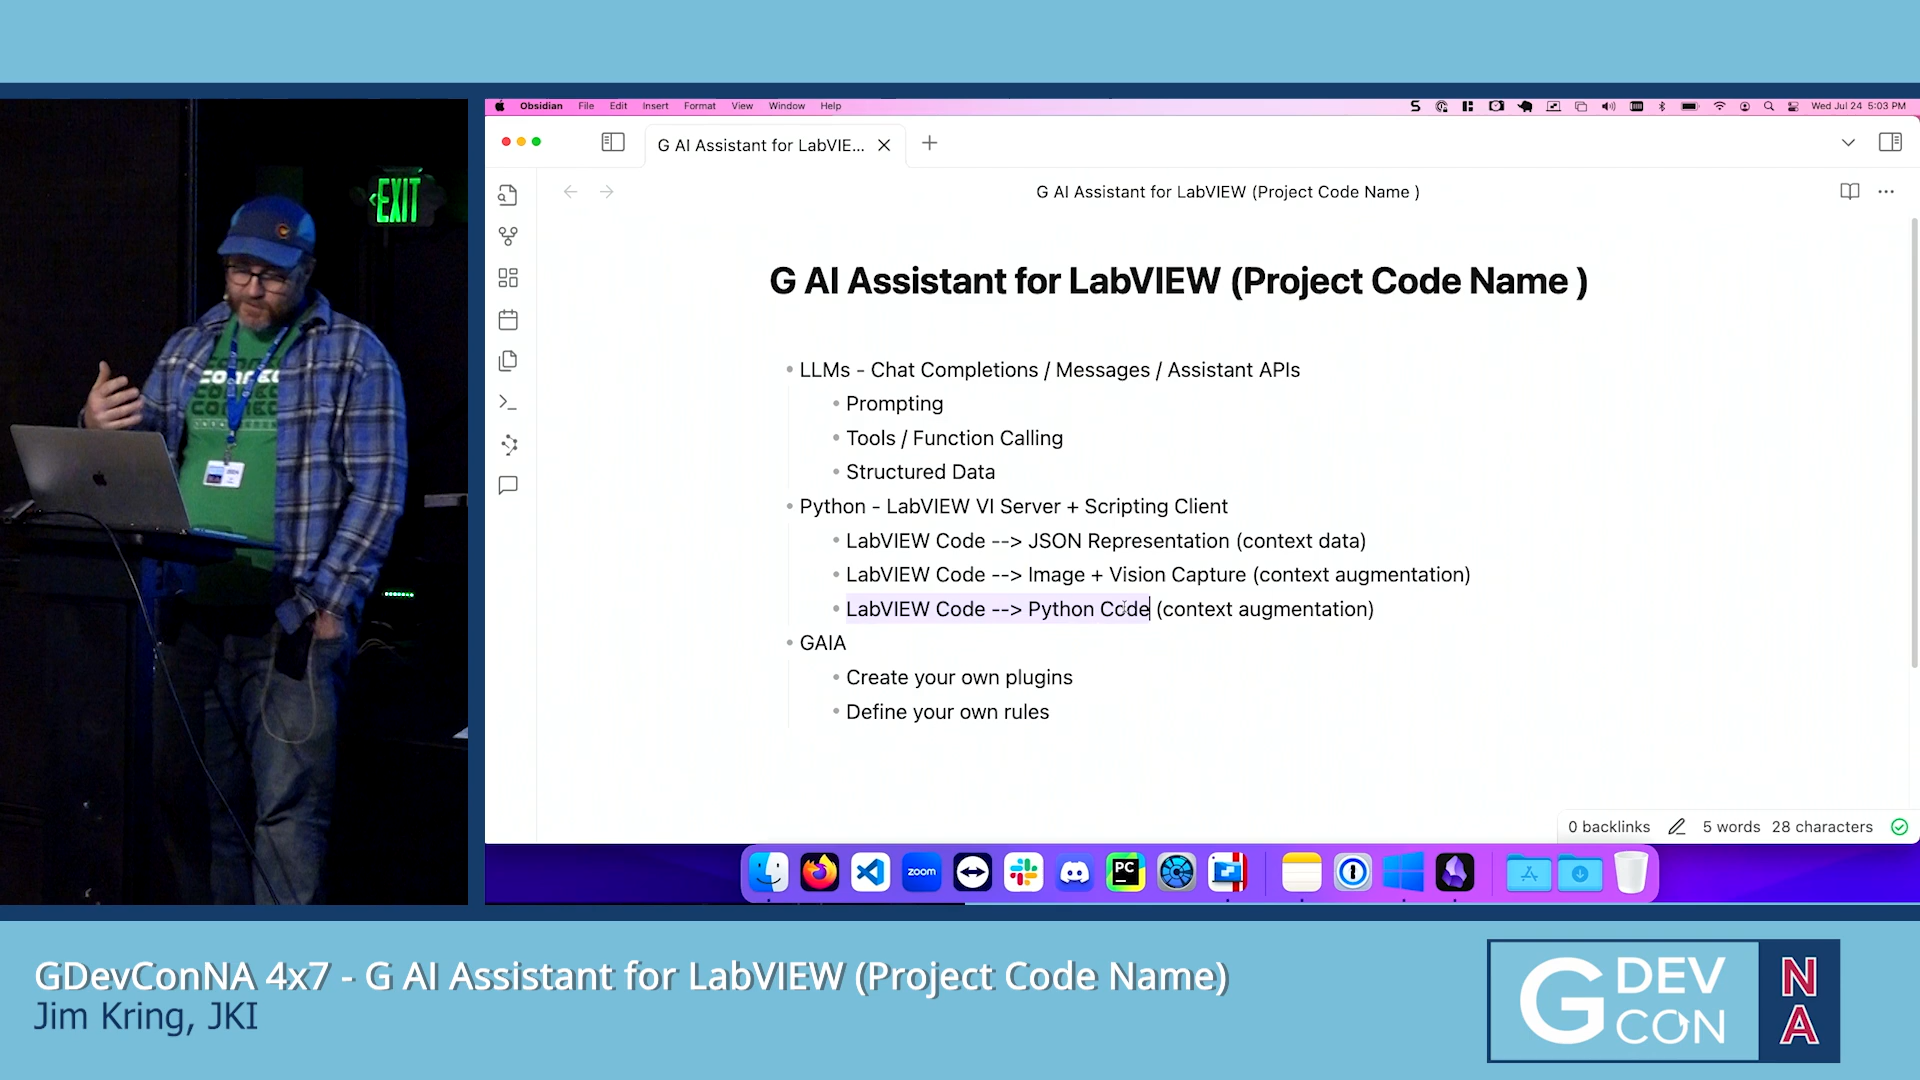 Obsidian File Edit Insert Format View Window Help
Wed Jul 24 5:03 PM
G AI Assistant for LabVIE...
G AI Assistant for LabVIEW (Project Code Name )
G AI Assistant for LabVIEW (Project Code Name )
LLMs - Chat Completions / Messages / Assistant APIs
Prompting
Tools / Function Calling
Structured Data
Python - LabVIEW VI Server + Scripting Client
LabVIEW Code --> JSON Representation (context data)
LabVIEW Code --> Image + Vision Capture (context augmentation)
LabVIEW Code --> Python Code (context augmentation)
GAIA
Create your own plugins
Define your own rules
0 backlinks 5 words 28 characters
zoom
PC
EXIT
GDevConNA 4x7 - G AI Assistant for LabVIEW (Project Code Name)
Jim Kring, JKI
G DEV CON NA